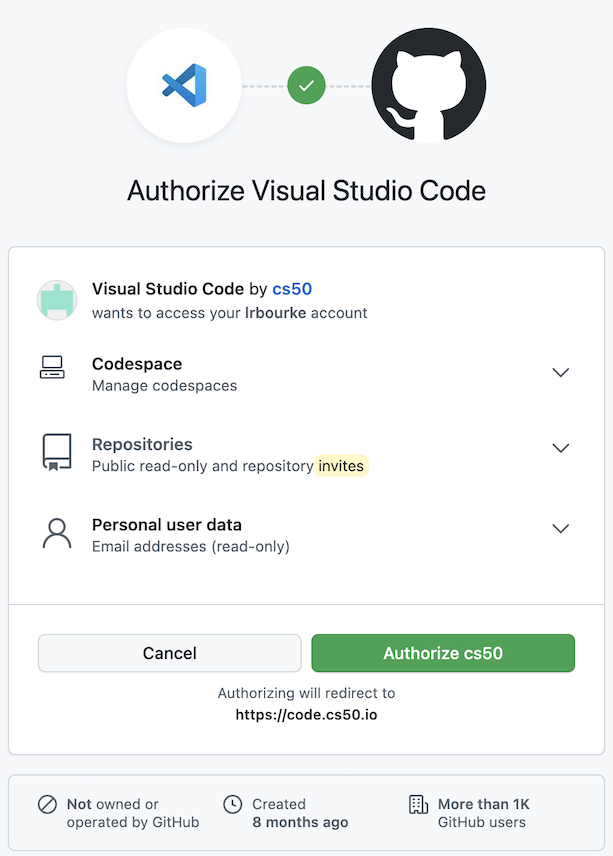 Authorize Visual Studio Code
Visual Studio Code by cs50
wants to access your lrbourke account
Codespace
Manage codespaces
Repositories
Public read-only and repository invites
Personal user data
Email addresses (read-only)
Cancel
Authorize cs50
Authorizing will redirect to
https://code.cs50.io
Not owned or
operated by GitHub
Created
8 months ago
More than 1K
GitHub users